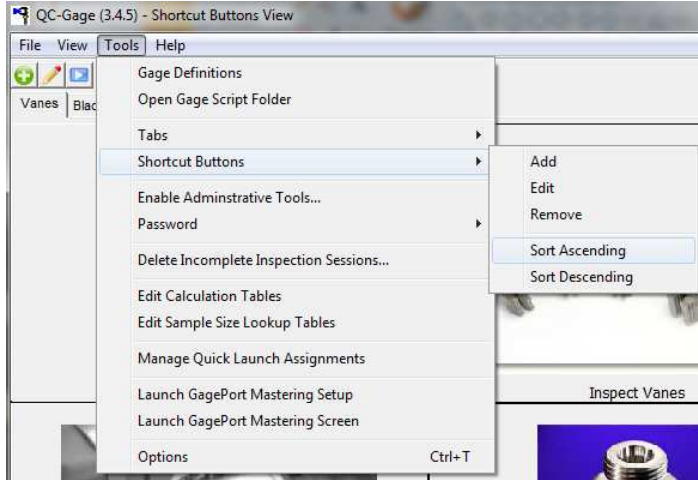 QC-Gage (3.4.5) - Shortcut Buttons View
File View Tools Help
Vanes Blac
Gage Definitions
Open Gage Script Folder
Tabs
Shortcut Buttons
Enable Adminstrative Tools...
Password
Delete Incomplete Inspection Sessions...
Edit Calculation Tables
Edit Sample Size Lookup Tables
Manage Quick Launch Assignments
Launch GagePort Mastering Setup
Launch GagePort Mastering Screen
Options Ctrl+T
Add
Edit
Remove
Sort Ascending
Sort Descending
Inspect Vanes